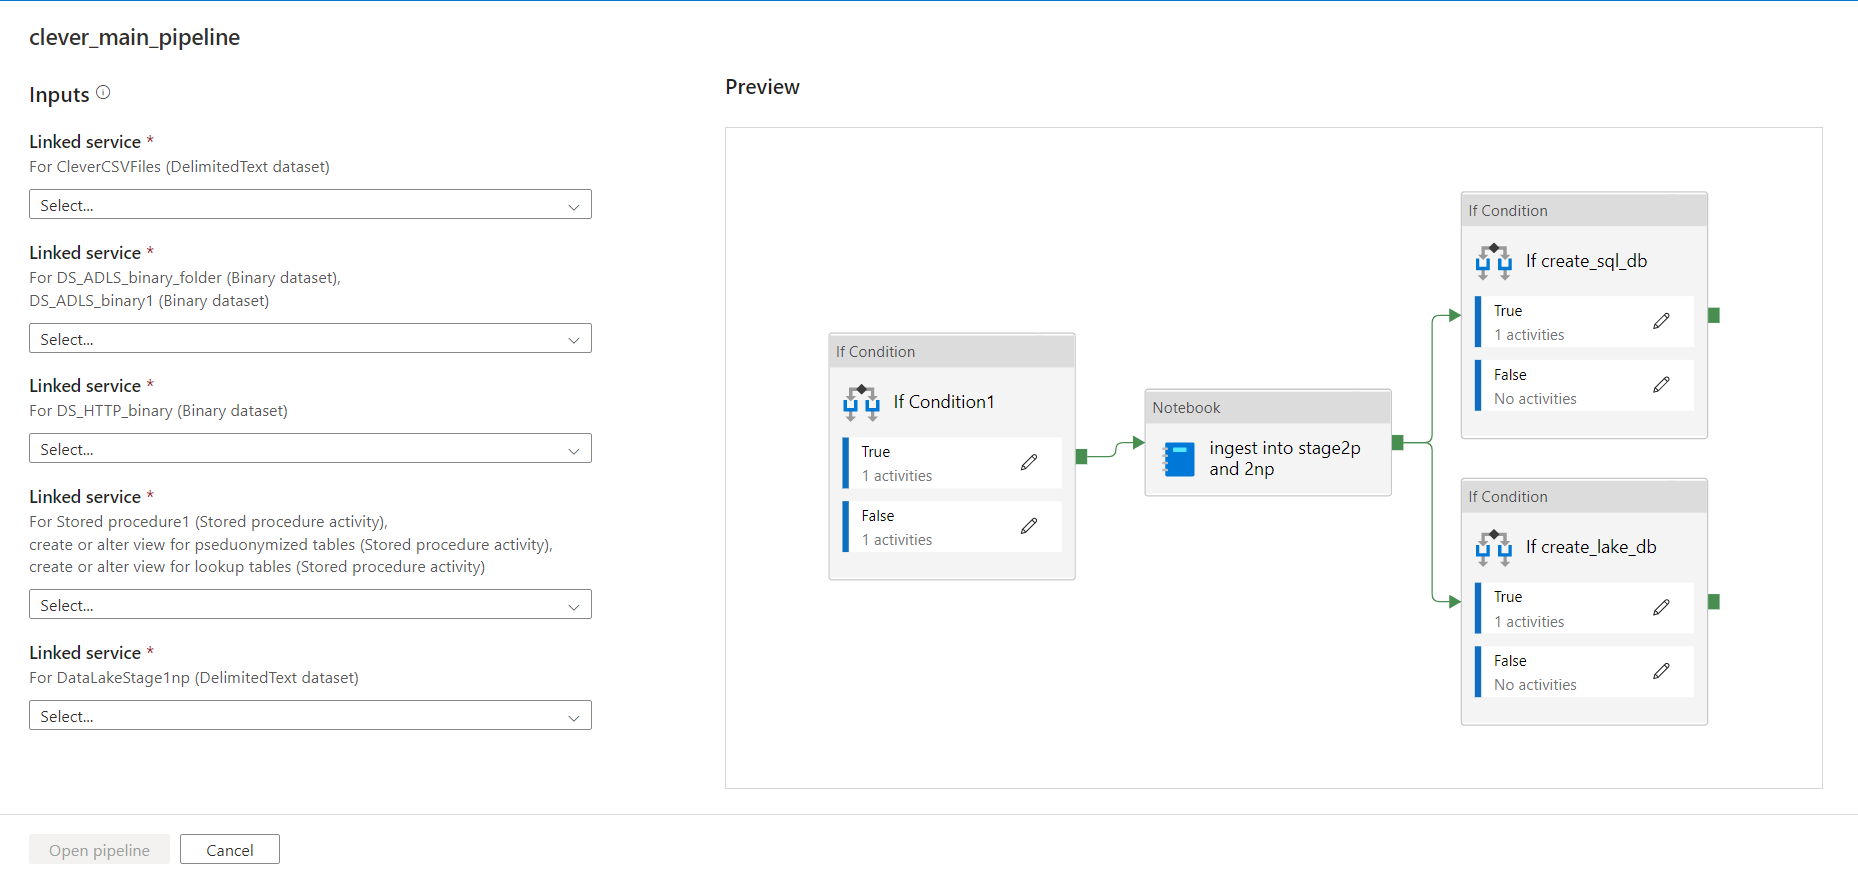 clever_main_pipeline
Inputs
Linked service *
For CleverCSVFiles (DelimitedText dataset)
Select...
Linked service *
For DS_ADLS_binary_folder (Binary dataset),
DS_ADLS_binary1 (Binary dataset)
Select...
Linked service *
For DS_HTTP_binary (Binary dataset)
Select...
Linked service *
For Stored procedure1 (Stored procedure activity),
create or alter view for pseduonymized tables (Stored procedure activity),
create or alter view for lookup tables (Stored procedure activity)
Select...
Linked service *
For DataLakeStage1np (DelimitedText dataset)
Select...
Open pipeline
Cancel
Preview
If Condition
If Condition1
True
1 activities
False
1 activities
Notebook
ingest into stage2p
and 2np
If Condition
If create_sql_db
True
1 activities
False
No activities
If Condition
If create_lake_db
True
1 activities
False
No activities